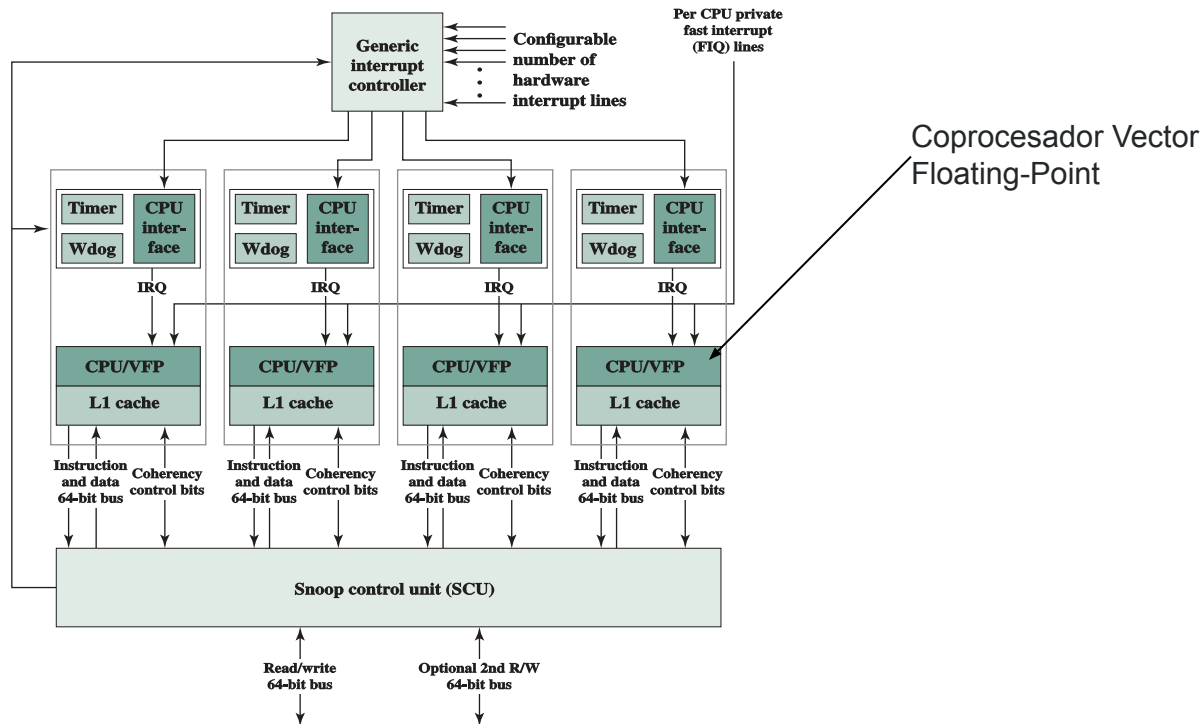 Generic
interrupt
controller
Configurable
number of
hardware
interrupt lines
Per CPU private
fast interrupt
(FIQ) lines
Coprocesador Vector
Floating-Point
Timer
Wdog
CPU
inter-
face
Timer
Wdog
CPU
inter-
face
Timer
Wdog
CPU
inter-
face
Timer
Wdog
CPU
inter-
face
IRQ
IRQ
IRQ
IRQ
CPU/VFP
L1 cache
CPU/VFP
L1 cache
CPU/VFP
L1 cache
CPU/VFP
L1 cache
Instruction
and data
64-bit bus
Coherency
control bits
Instruction
and data
64-bit bus
Coherency
control bits
Instruction
and data
64-bit bus
Coherency
control bits
Instruction
and data
64-bit bus
Coherency
control bits
Snoop control unit (SCU)
Read/write
64-bit bus
Optional 2nd R/W
64-bit bus